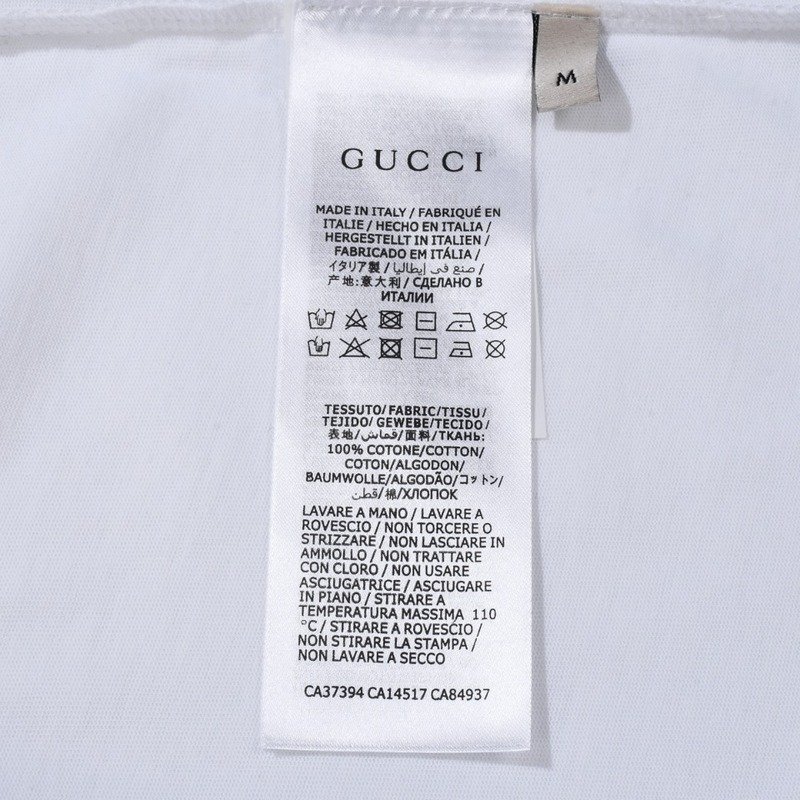 M
GUCCI
MADE IN ITALY / FABRIQUÉ EN
ITALIE / HECHO EN ITALIA /
HERGESTELLT IN ITALIEN /
FABRICADO EM ITÁLIA /
イタリア製 / صنع في إيطاليا /
产地:意大利 / СДЕЛАНО В
ИТАЛИИ
TESSUTO/FABRIC/TISSU/
TEJIDO/GEWEBE/TECIDO/
表地/قماش/面料/ТКАНЬ:
100% COTONE/COTTON/
COTON/ALGODON/
BAUMWOLLE/ALGODÃO/コットン/
قطن/棉/ХЛОПОК
LAVARE A MANO / LAVARE A
ROVESCIO / NON TORCERE O
STRIZZARE / NON LASCIARE IN
AMMOLLO / NON TRATTARE
CON CLORO / NON USARE
ASCIUGATRICE / ASCIUGARE
IN PIANO / STIRARE A
TEMPERATURA MASSIMA 110
°C / STIRARE A ROVESCIO /
NON STIRARE LA STAMPA /
NON LAVARE A SECCO
CA37394 CA14517 CA84937